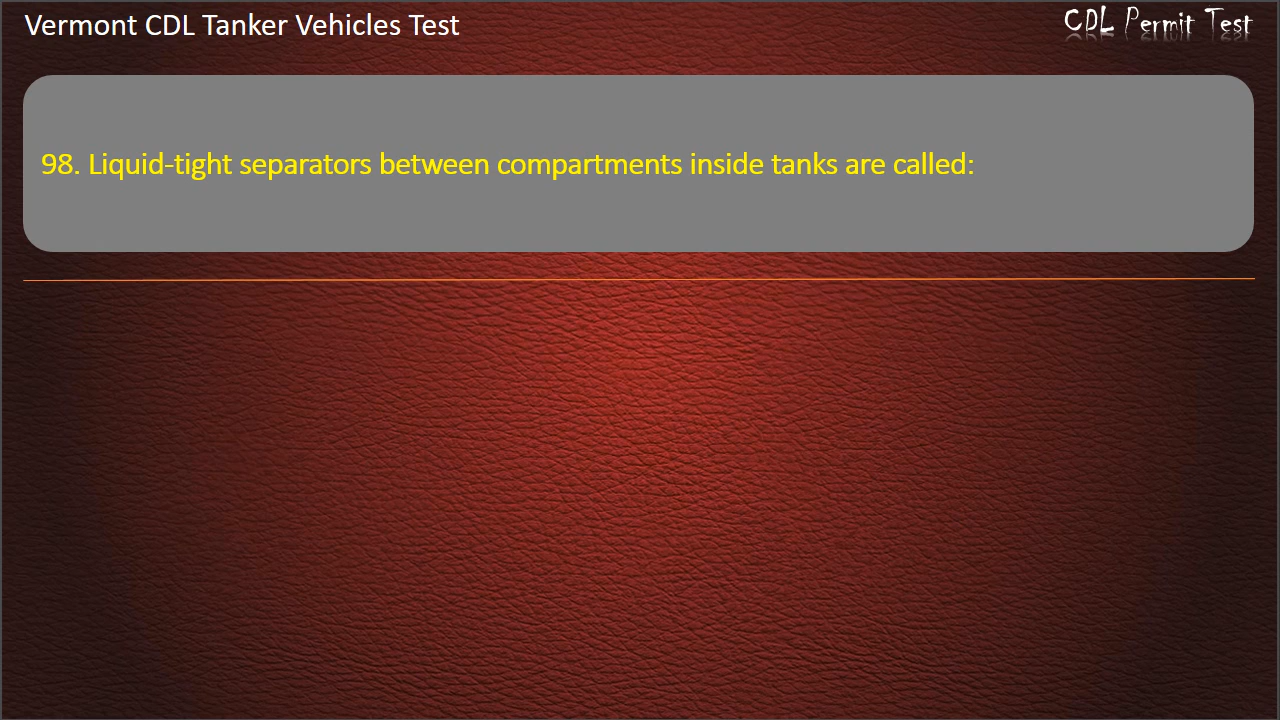 Vermont CDL Tanker Vehicles Test
CDL Permit Test
98. Liquid-tight separators between compartments inside tanks are called: